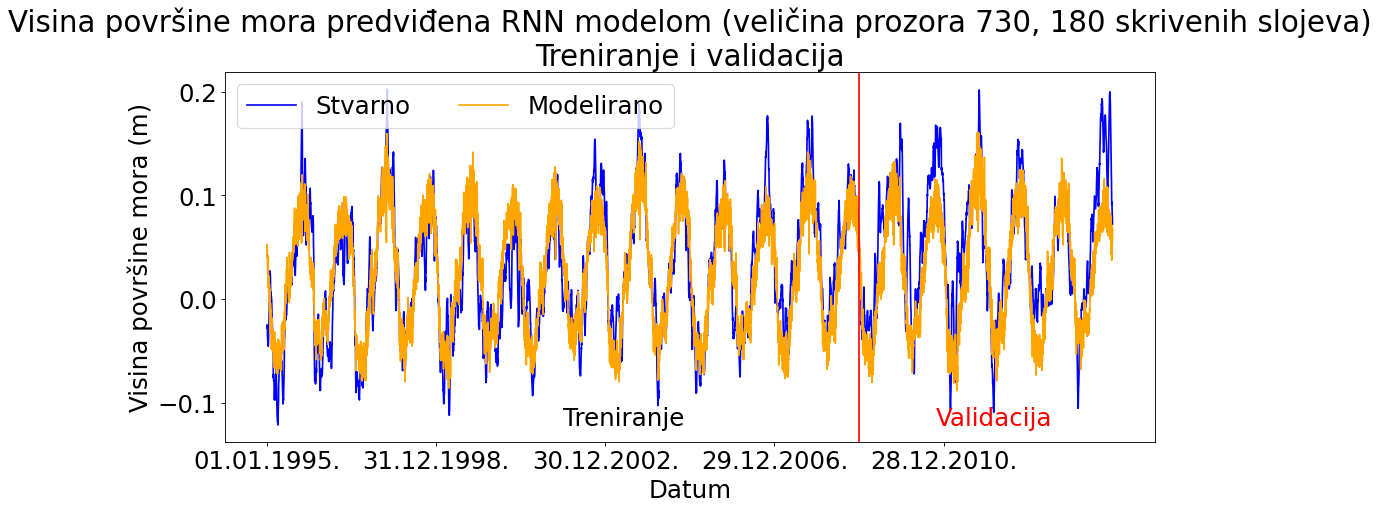 Visina površine mora predviđena RNN modelom (veličina prozora 730, 180 skrivenih slojeva)
Treniranje i validacija
Stvarno
Modelirano
Visina površine mora (m)
0.2
0.1
0.0
−0.1
Treniranje
Validacija
01.01.1995.
31.12.1998.
30.12.2002.
29.12.2006.
28.12.2010.
Datum